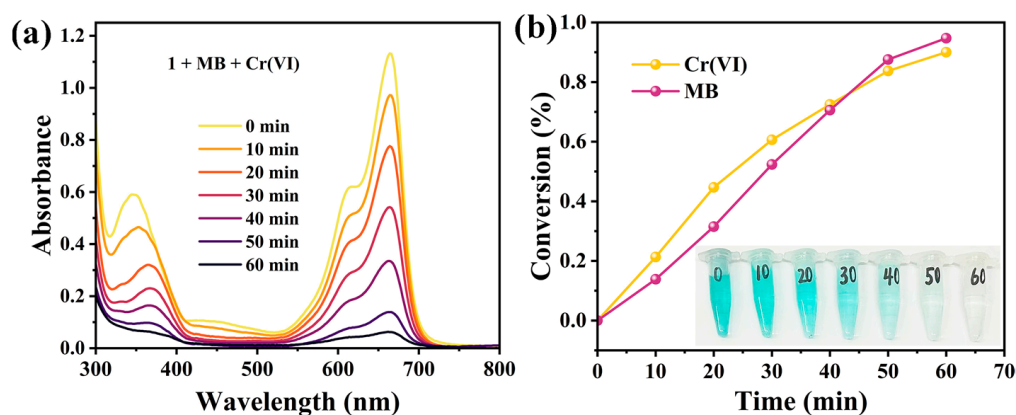 (a)
1 + MB + Cr(VI)
0 min
10 min
20 min
30 min
40 min
50 min
60 min
Absorbance
1.2
1.0
0.8
0.6
0.4
0.2
0.0
300
400
500
600
700
800
Wavelength (nm)
(b)
Cr(VI)
MB
Conversion (%)
1.0
0.8
0.6
0.4
0.2
0.0
0
10
20
30
40
50
60
0
10
20
30
40
50
60
70
Time (min)